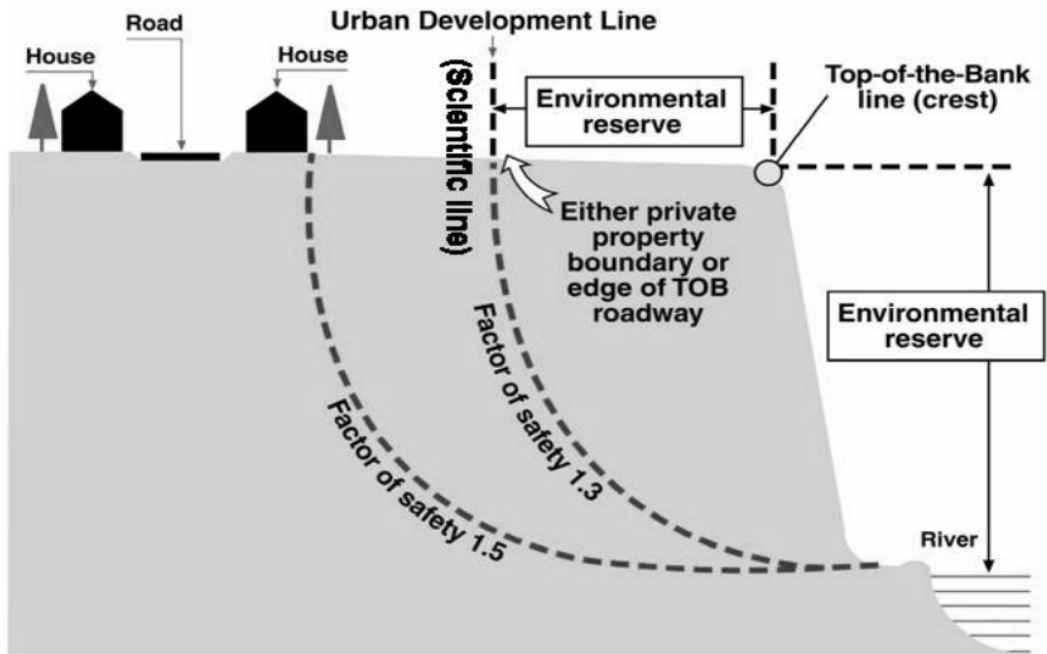 Urban Development Line
Road
House
House
(Scientific line)
Environmental
reserve
Top-of-the-Bank
line (crest)
Either private
property
boundary or
edge of TOB
roadway
Environmental
reserve
Factor of safety 1.3
Factor of safety 1.5
River